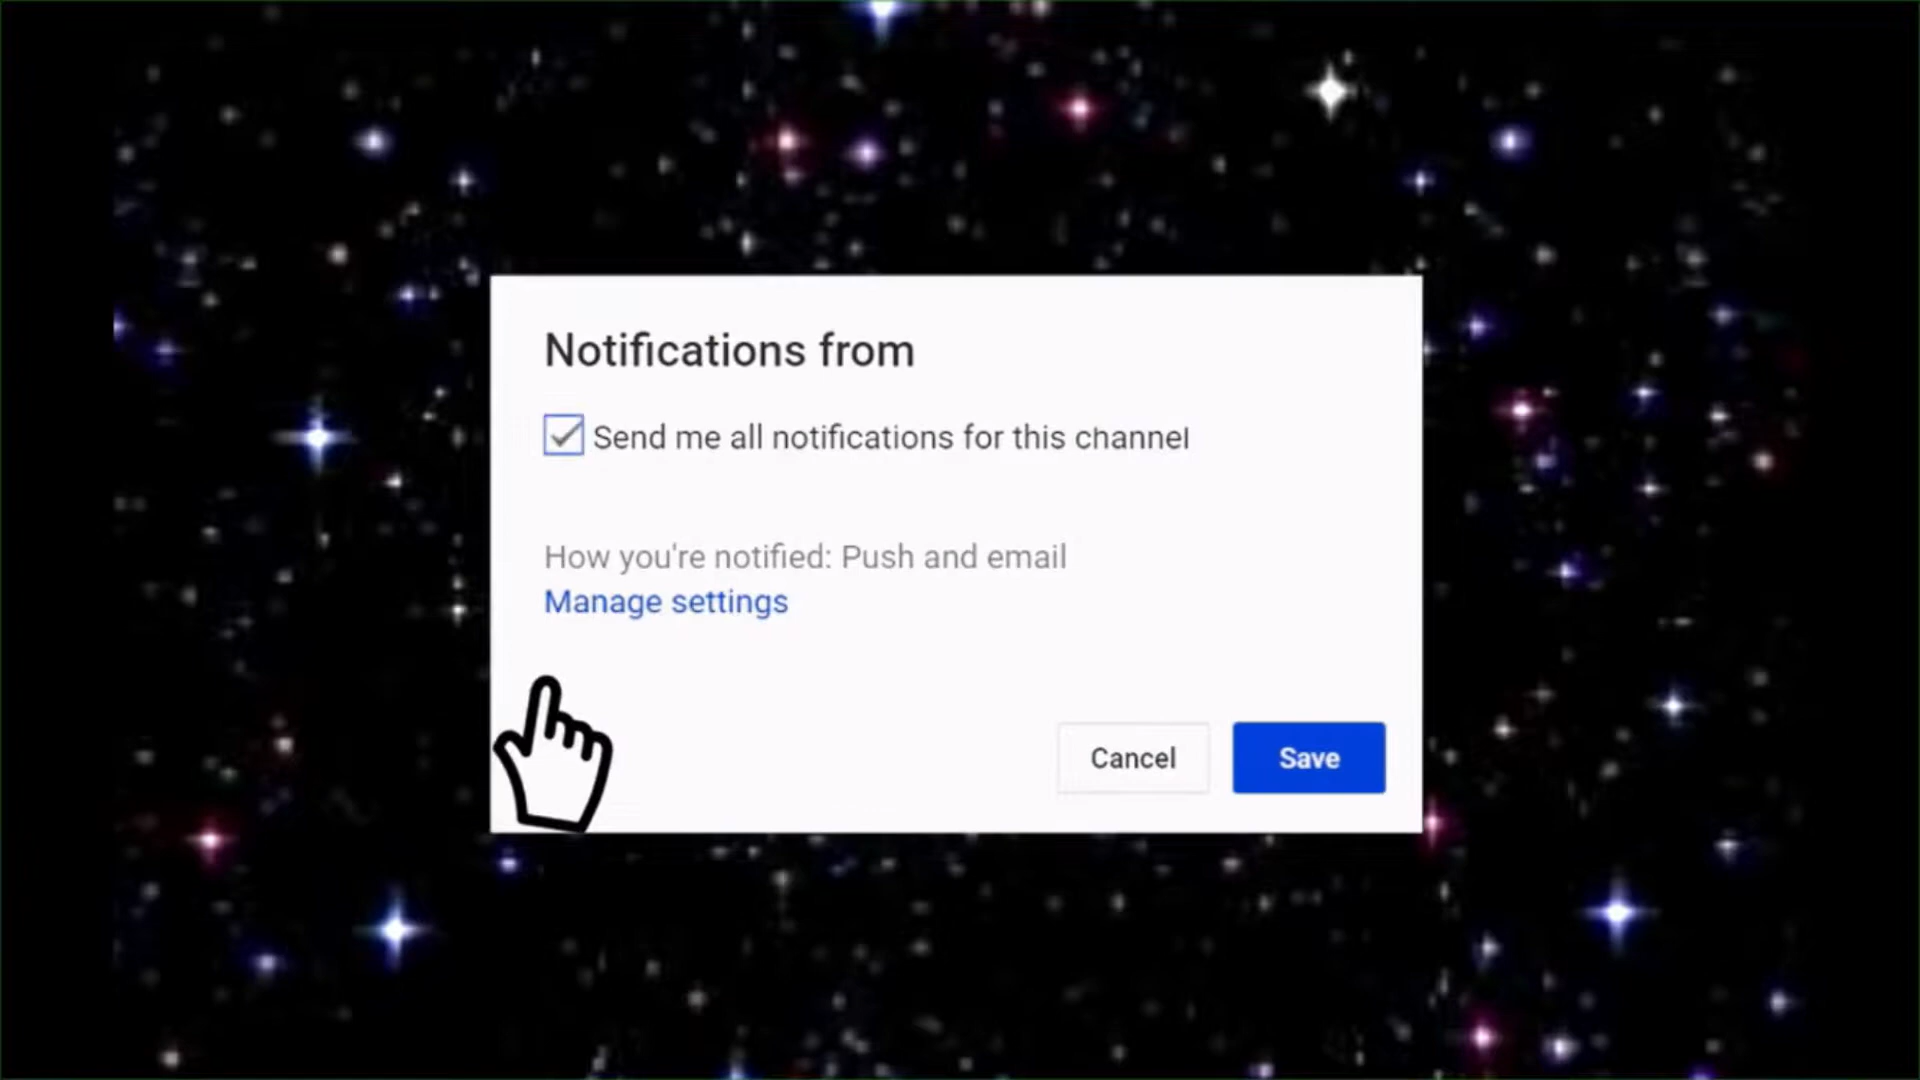 Notifications from
Send me all notifications for this channel
How you're notified: Push and email
Manage settings
Cancel
Save